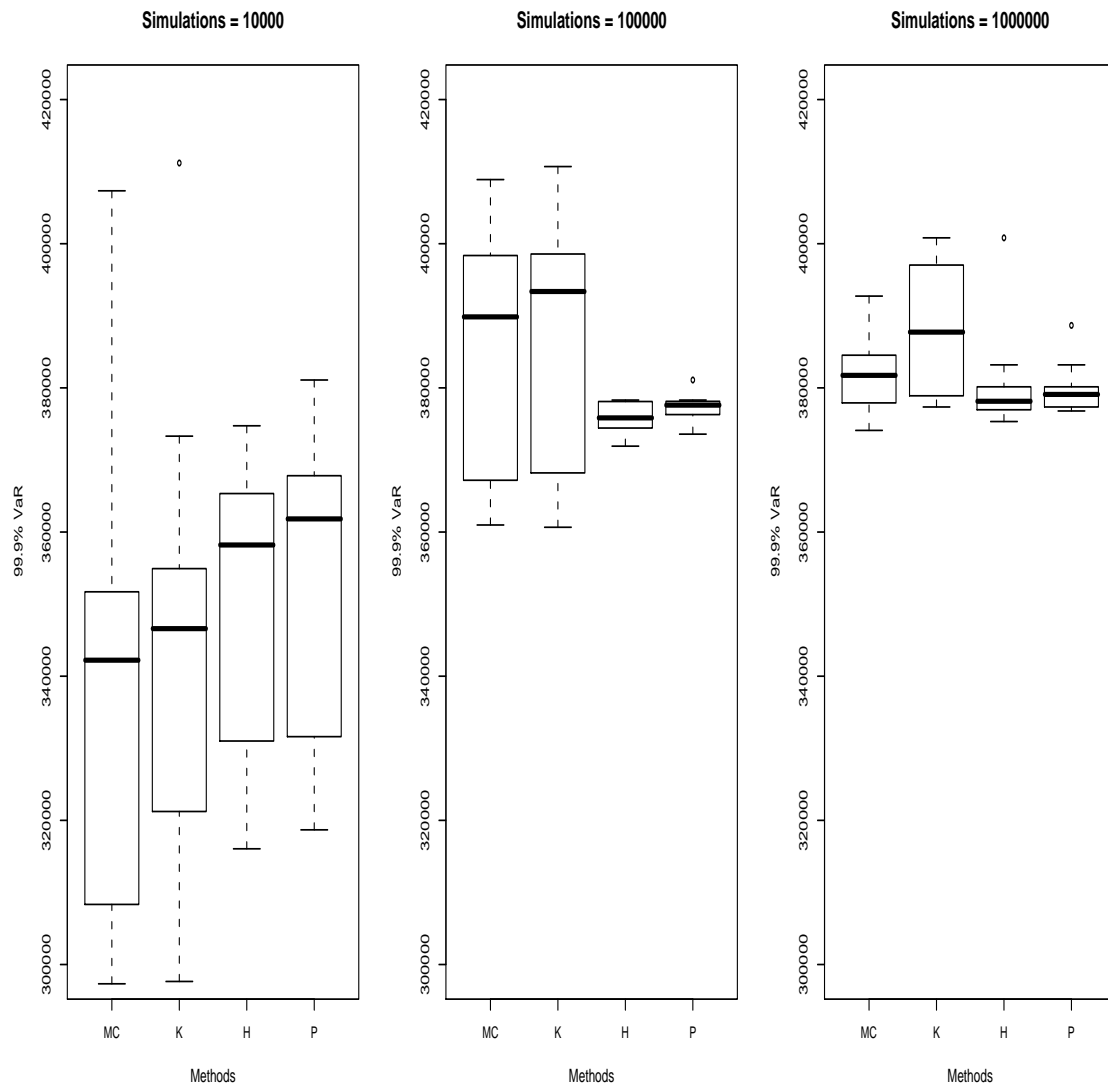 Simulations = 10000
99.9% VaR
420000
400000
380000
360000
340000
320000
300000
MC K H P
Methods
Simulations = 100000
99.9% VaR
420000
400000
380000
360000
340000
320000
300000
MC K H P
Methods
Simulations = 1000000
99.9% VaR
420000
400000
380000
360000
340000
320000
300000
MC K H P
Methods